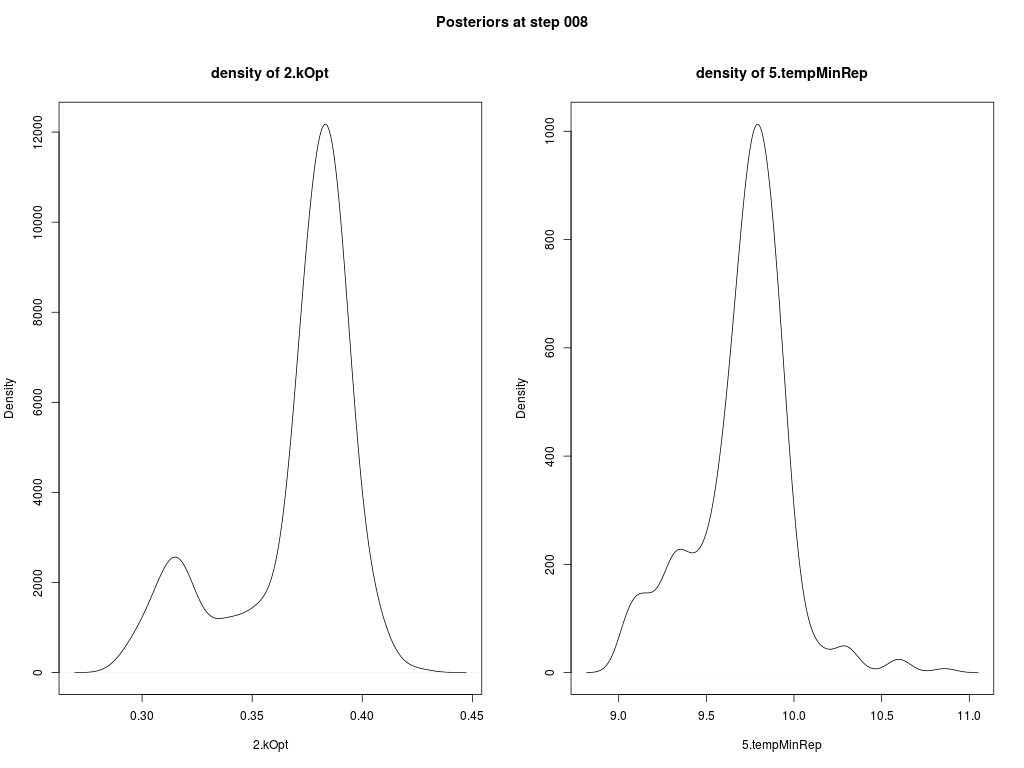 Posteriors at step 008
density of 2.kOpt
Density
0 2000 4000 6000 8000 10000 12000
0.30 0.35 0.40 0.45
2.kOpt
density of 5.tempMinRep
Density
0 200 400 600 800 1000
9.0 9.5 10.0 10.5 11.0
5.tempMinRep